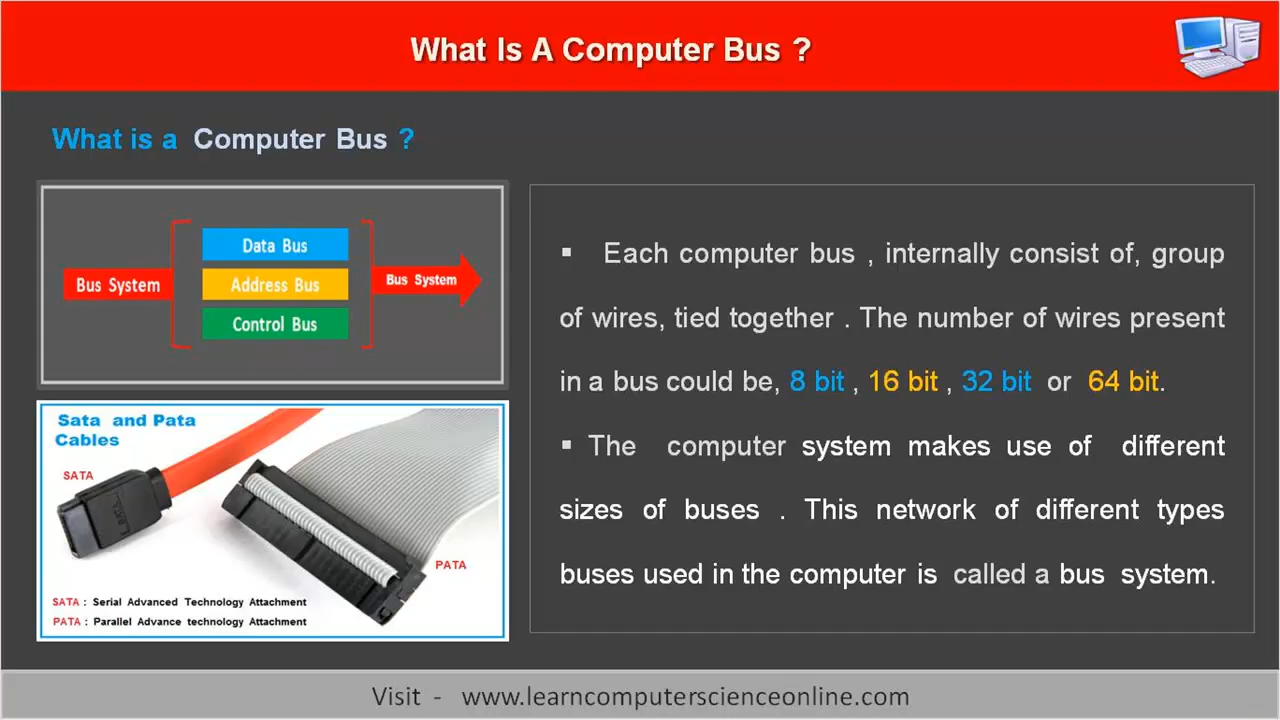 What Is A Computer Bus ?
What is a Computer Bus ?
Bus System
Data Bus
Address Bus
Control Bus
Bus System
Sata and Pata
Cables
SATA
PATA
SATA : Serial Advanced Technology Attachment
PATA : Parallel Advance technology Attachment
▪ Each computer bus , internally consist of, group
of wires, tied together . The number of wires present
in a bus could be, 8 bit , 16 bit , 32 bit or 64 bit.
▪ The computer system makes use of different
sizes of buses . This network of different types
buses used in the computer is called a bus system.
Visit - www.learncomputerscienceonline.com